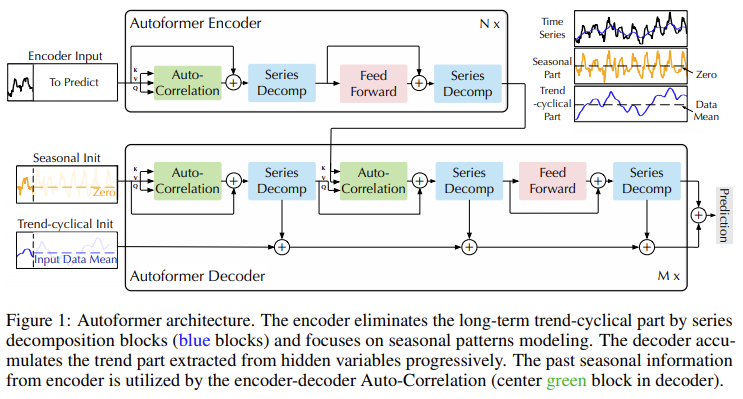 Autoformer Encoder
N x
Encoder Input
To Predict
K
V
Q
Auto-
Correlation
+
Series
Decomp
Feed
Forward
+
Series
Decomp
Time
Series
Seasonal
Part
Zero
Trend
-cyclical
Part
Data
Mean
Seasonal Init
Zero
K
V
Q
Auto-
Correlation
+
Series
Decomp
K
V
Q
Auto-
Correlation
+
Series
Decomp
Feed
Forward
+
Series
Decomp
Trend-cyclical Init
Input Data Mean
+
+
+
+
Prediction
Autoformer Decoder
M x
Figure 1: Autoformer architecture. The encoder eliminates the long-term trend-cyclical part by series
decomposition blocks (blue blocks) and focuses on seasonal patterns modeling. The decoder accu-
mulates the trend part extracted from hidden variables progressively. The past seasonal information
from encoder is utilized by the encoder-decoder Auto-Correlation (center green block in decoder).